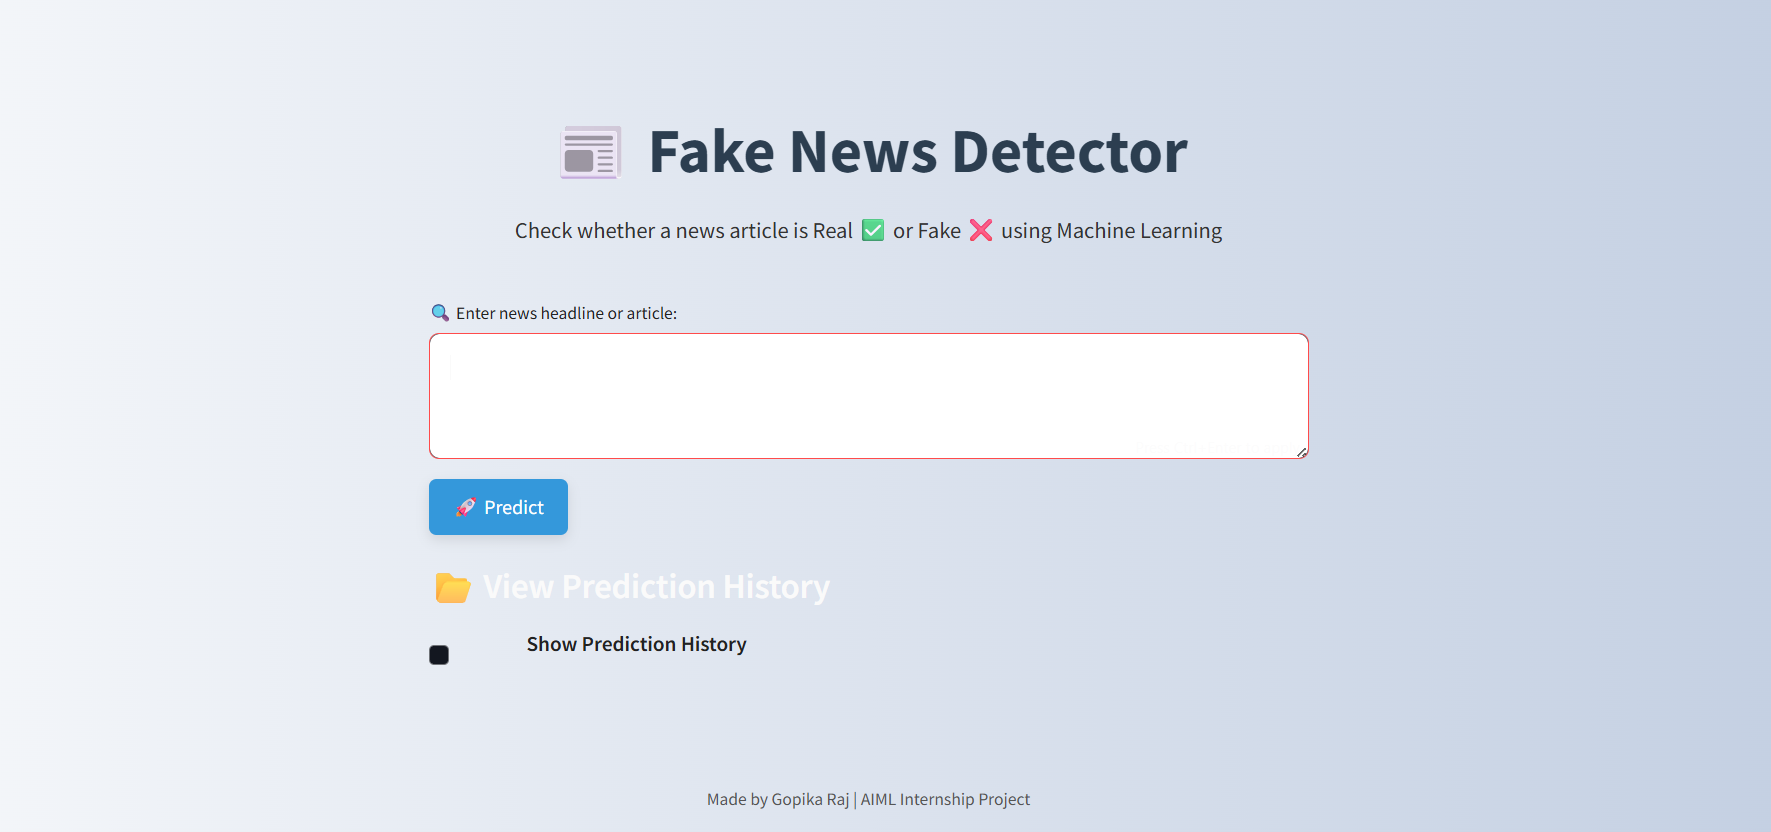 Fake News Detector
Check whether a news article is Real ✅ or Fake ❌ using Machine Learning
Enter news headline or article:
Predict
View Prediction History
Show Prediction History
Made by Gopika Raj | AIML Internship Project